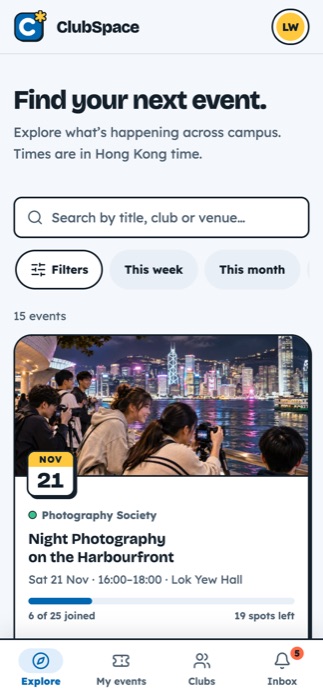 C*
ClubSpace
LW
Find your next event.
Explore what's happening across campus.
Times are in Hong Kong time.
Search by title, club or venue...
Filters
This week
This month
15 events
NOV
21
Photography Society
Night Photography
on the Harbourfront
Sat 21 Nov · 16:00–18:00 · Lok Yew Hall
6 of 25 joined
19 spots left
Explore
My events
Clubs
Inbox
5